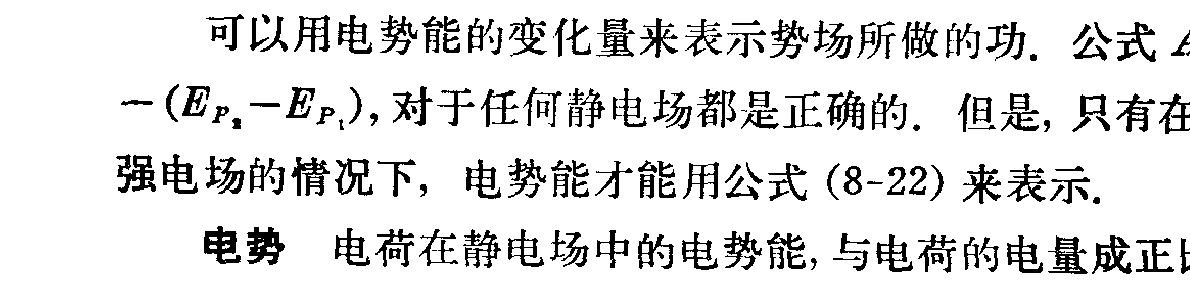 可以用电势能的变化量来表示势场所做的功. 公式
−(E_{P_2}−E_{P_1}), 对于任何静电场都是正确的. 但是, 只有在
强电场的情况下, 电势能才能用公式 (8-22) 来表示.
电势 电荷在静电场中的电势能, 与电荷的电量成正